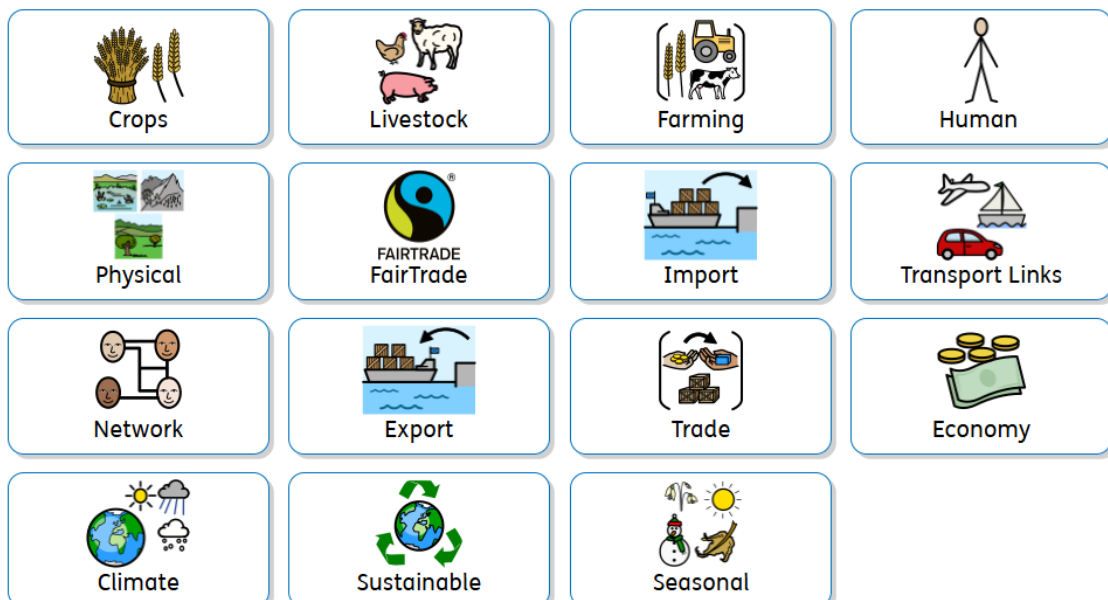 Crops
Livestock
Farming
Human
Physical
FAIRTRADE
®
FairTrade
Import
Transport Links
Network
Export
Trade
Economy
Climate
Sustainable
Seasonal